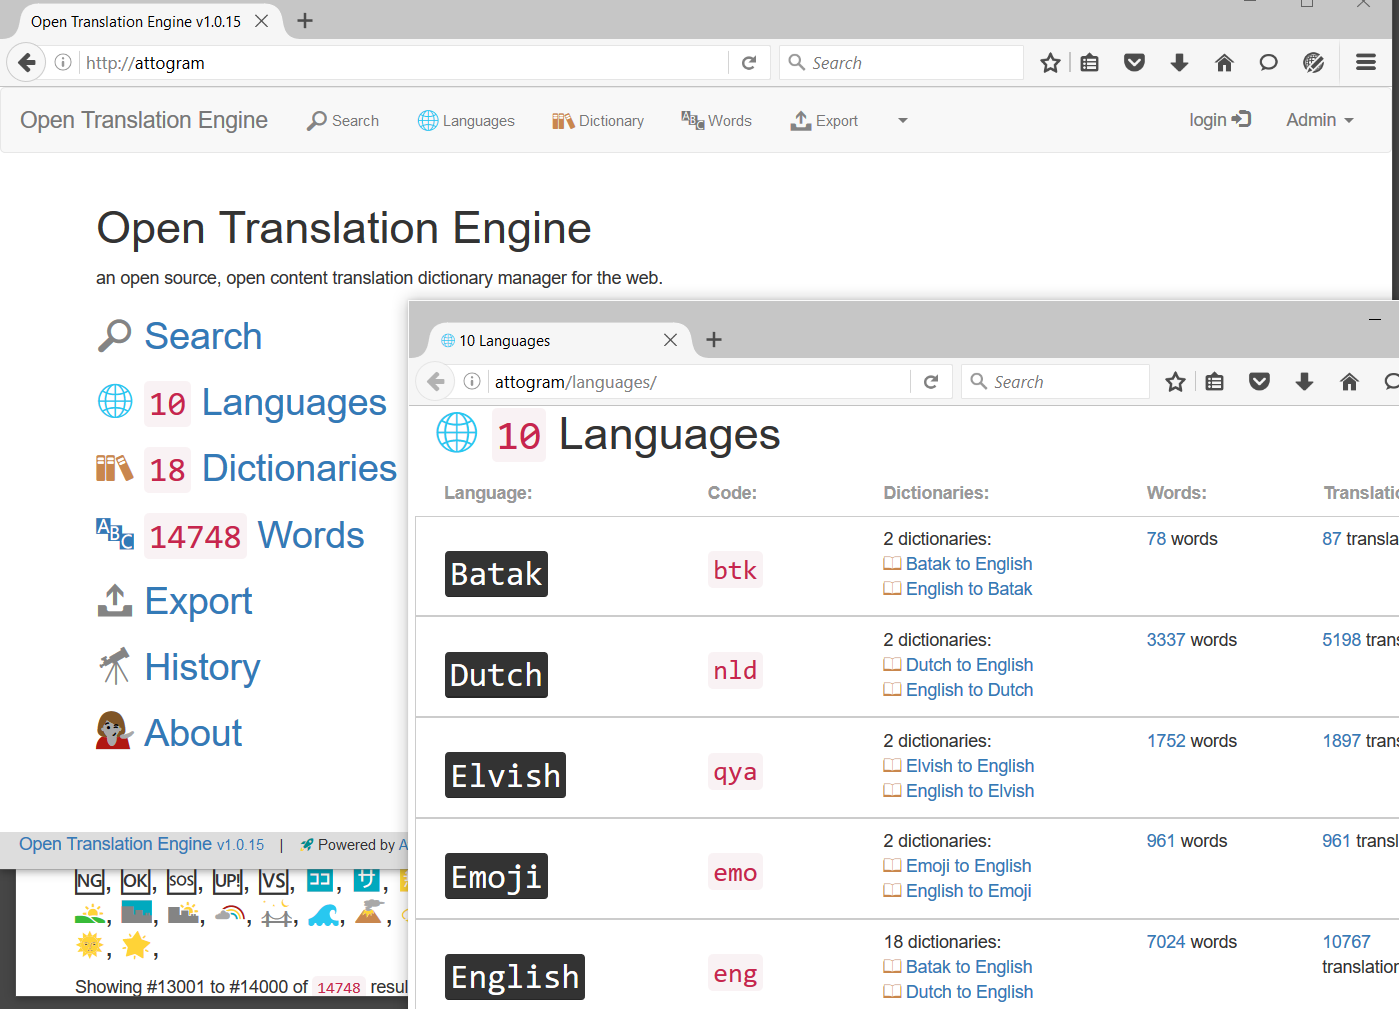 Open Translation Engine v1.0.15
http://attogram
Search
Open Translation Engine
Search
Languages
Dictionary
Words
Export
login
Admin
Open Translation Engine
an open source, open content translation dictionary manager for the web.
Search
10 Languages
18 Dictionaries
14748 Words
Export
History
About
Open Translation Engine v1.0.15 | Powered by A
NG, OK, SOS, UP!, VS, ココ, サ,
Showing #13001 to #14000 of 14748 resul
10 Languages
attogram/languages/
Search
10 Languages
Language: Code: Dictionaries: Words: Translatio
Batak btk 2 dictionaries: 78 words 87 transla
Batak to English
English to Batak
Dutch nld 2 dictionaries: 3337 words 5198 trans
Dutch to English
English to Dutch
Elvish qya 2 dictionaries: 1752 words 1897 trans
Elvish to English
English to Elvish
Emoji emo 2 dictionaries: 961 words 961 transl
Emoji to English
English to Emoji
English eng 18 dictionaries: 7024 words 10767
Batak to English translation
Dutch to English